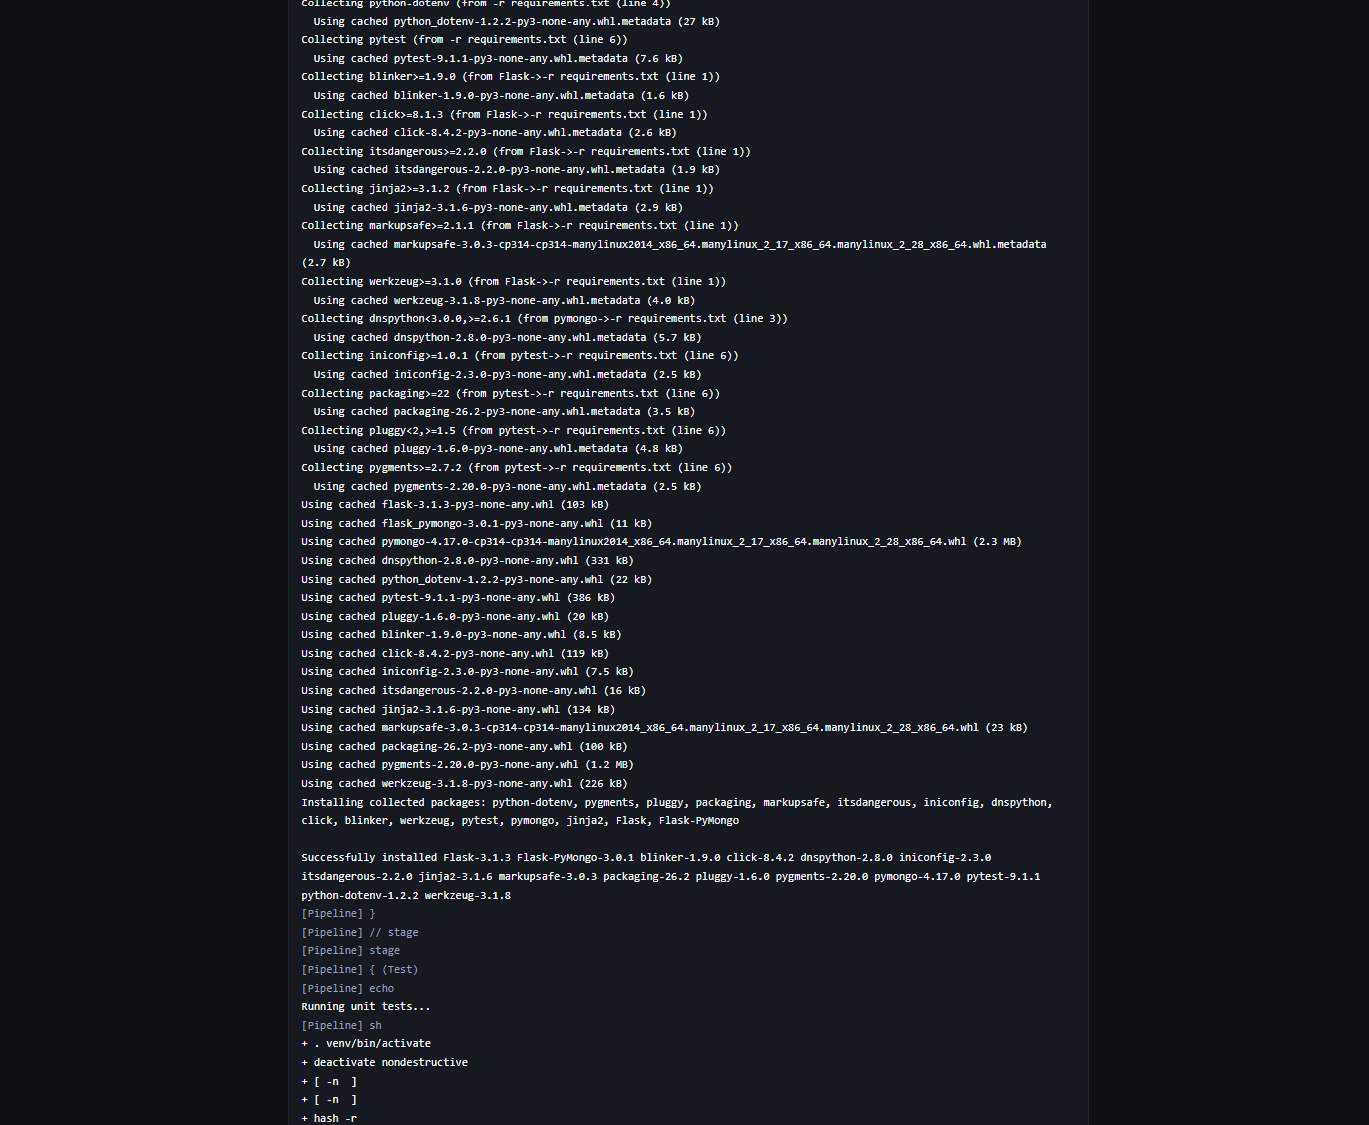 Collecting python-dotenv (from -r requirements.txt (line 4))
  Using cached python_dotenv-1.2.2-py3-none-any.whl.metadata (27 kB)
Collecting pytest (from -r requirements.txt (line 6))
  Using cached pytest-9.1.1-py3-none-any.whl.metadata (7.6 kB)
Collecting blinker>=1.9.0 (from Flask->-r requirements.txt (line 1))
  Using cached blinker-1.9.0-py3-none-any.whl.metadata (1.6 kB)
Collecting click>=8.1.3 (from Flask->-r requirements.txt (line 1))
  Using cached click-8.4.2-py3-none-any.whl.metadata (2.6 kB)
Collecting itsdangerous>=2.2.0 (from Flask->-r requirements.txt (line 1))
  Using cached itsdangerous-2.2.0-py3-none-any.whl.metadata (1.9 kB)
Collecting jinja2>=3.1.2 (from Flask->-r requirements.txt (line 1))
  Using cached jinja2-3.1.6-py3-none-any.whl.metadata (2.9 kB)
Collecting markupsafe>=2.1.1 (from Flask->-r requirements.txt (line 1))
  Using cached markupsafe-3.0.3-cp314-cp314-manylinux2014_x86_64.manylinux_2_17_x86_64.manylinux_2_28_x86_64.whl.metadata
(2.7 kB)
Collecting werkzeug>=3.1.0 (from Flask->-r requirements.txt (line 1))
  Using cached werkzeug-3.1.8-py3-none-any.whl.metadata (4.0 kB)
Collecting dnspython<3.0.0,>=2.6.1 (from pymongo->-r requirements.txt (line 3))
  Using cached dnspython-2.8.0-py3-none-any.whl.metadata (5.7 kB)
Collecting iniconfig>=1.0.1 (from pytest->-r requirements.txt (line 6))
  Using cached iniconfig-2.3.0-py3-none-any.whl.metadata (2.5 kB)
Collecting packaging>=22 (from pytest->-r requirements.txt (line 6))
  Using cached packaging-26.2-py3-none-any.whl.metadata (3.5 kB)
Collecting pluggy<2,>=1.5 (from pytest->-r requirements.txt (line 6))
  Using cached pluggy-1.6.0-py3-none-any.whl.metadata (4.8 kB)
Collecting pygments>=2.7.2 (from pytest->-r requirements.txt (line 6))
  Using cached pygments-2.20.0-py3-none-any.whl.metadata (2.5 kB)
Using cached flask-3.1.3-py3-none-any.whl (103 kB)
Using cached flask_pymongo-3.0.1-py3-none-any.whl (11 kB)
Using cached pymongo-4.17.0-cp314-cp314-manylinux2014_x86_64.manylinux_2_17_x86_64.manylinux_2_28_x86_64.whl (2.3 MB)
Using cached dnspython-2.8.0-py3-none-any.whl (331 kB)
Using cached python_dotenv-1.2.2-py3-none-any.whl (22 kB)
Using cached pytest-9.1.1-py3-none-any.whl (386 kB)
Using cached pluggy-1.6.0-py3-none-any.whl (20 kB)
Using cached blinker-1.9.0-py3-none-any.whl (8.5 kB)
Using cached click-8.4.2-py3-none-any.whl (119 kB)
Using cached iniconfig-2.3.0-py3-none-any.whl (7.5 kB)
Using cached itsdangerous-2.2.0-py3-none-any.whl (16 kB)
Using cached jinja2-3.1.6-py3-none-any.whl (134 kB)
Using cached markupsafe-3.0.3-cp314-cp314-manylinux2014_x86_64.manylinux_2_17_x86_64.manylinux_2_28_x86_64.whl (23 kB)
Using cached packaging-26.2-py3-none-any.whl (100 kB)
Using cached pygments-2.20.0-py3-none-any.whl (1.2 MB)
Using cached werkzeug-3.1.8-py3-none-any.whl (226 kB)
Installing collected packages: python-dotenv, pygments, pluggy, packaging, markupsafe, itsdangerous, iniconfig, dnspython,
click, blinker, werkzeug, pytest, pymongo, jinja2, Flask, Flask-PyMongo

Successfully installed Flask-3.1.3 Flask-PyMongo-3.0.1 blinker-1.9.0 click-8.4.2 dnspython-2.8.0 iniconfig-2.3.0
itsdangerous-2.2.0 jinja2-3.1.6 markupsafe-3.0.3 packaging-26.2 pluggy-1.6.0 pygments-2.20.0 pymongo-4.17.0 pytest-9.1.1
python-dotenv-1.2.2 werkzeug-3.1.8
[Pipeline] }
[Pipeline] // stage
[Pipeline] stage
[Pipeline] { (Test)
[Pipeline] echo
Running unit tests...
[Pipeline] sh
+ . venv/bin/activate
+ deactivate nondestructive
+ [ -n  ]
+ [ -n  ]
+ hash -r